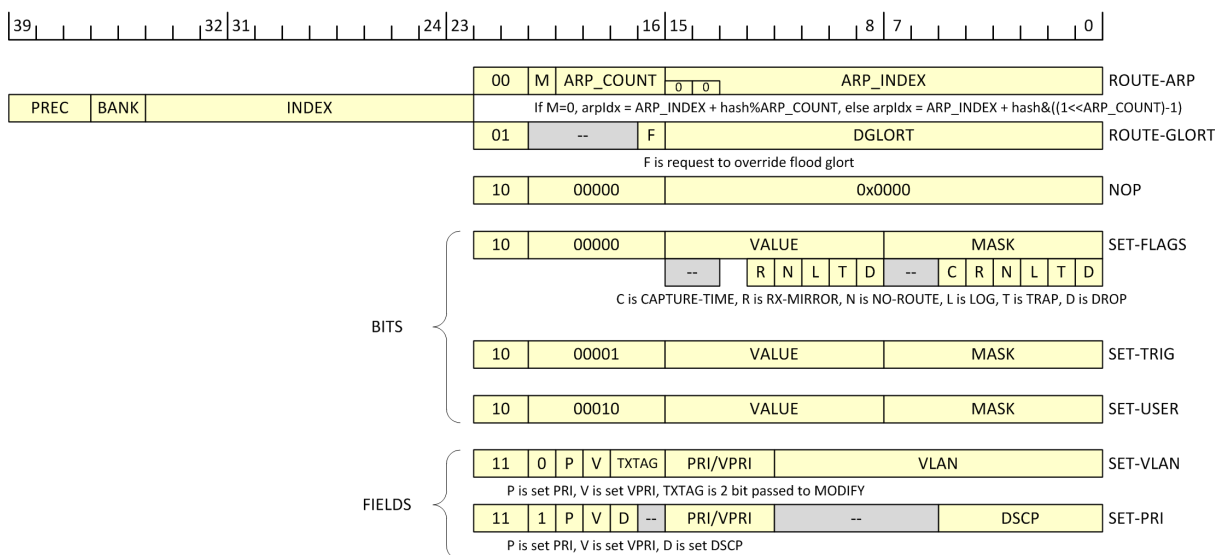 39 32 31 24 23 16 15 8 7 0
00 M ARP_COUNT 0 0 ARP_INDEX ROUTE-ARP
PREC BANK INDEX If M=0, arpIdx = ARP_INDEX + hash%ARP_COUNT, else arpIdx = ARP_INDEX + hash&((1<<ARP_COUNT)-1)
01 -- F DGLORT ROUTE-GLORT
F is request to override flood glort
10 00000 0x0000 NOP
10 00000 VALUE MASK SET-FLAGS
-- R N L T D -- C R N L T D
C is CAPTURE-TIME, R is RX-MIRROR, N is NO-ROUTE, L is LOG, T is TRAP, D is DROP
BITS
10 00001 VALUE MASK SET-TRIG
10 00010 VALUE MASK SET-USER
11 0 P V TXTAG PRI/VPRI VLAN SET-VLAN
P is set PRI, V is set VPRI, TXTAG is 2 bit passed to MODIFY
FIELDS
11 1 P V D -- PRI/VPRI -- DSCP SET-PRI
P is set PRI, V is set VPRI, D is set DSCP